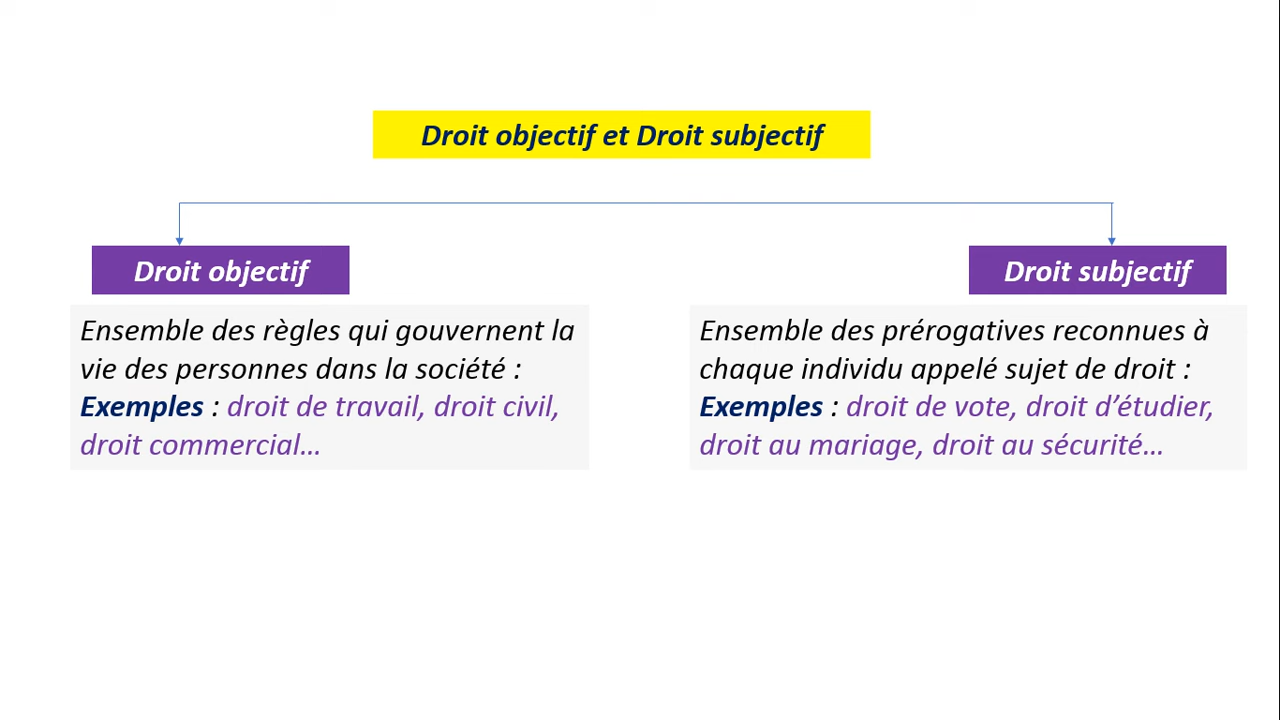 Droit objectif et Droit subjectif
Droit objectif
Ensemble des règles qui gouvernent la
vie des personnes dans la société :
Exemples : droit de travail, droit civil,
droit commercial...
Droit subjectif
Ensemble des prérogatives reconnues à
chaque individu appelé sujet de droit :
Exemples : droit de vote, droit d’étudier,
droit au mariage, droit au sécurité...